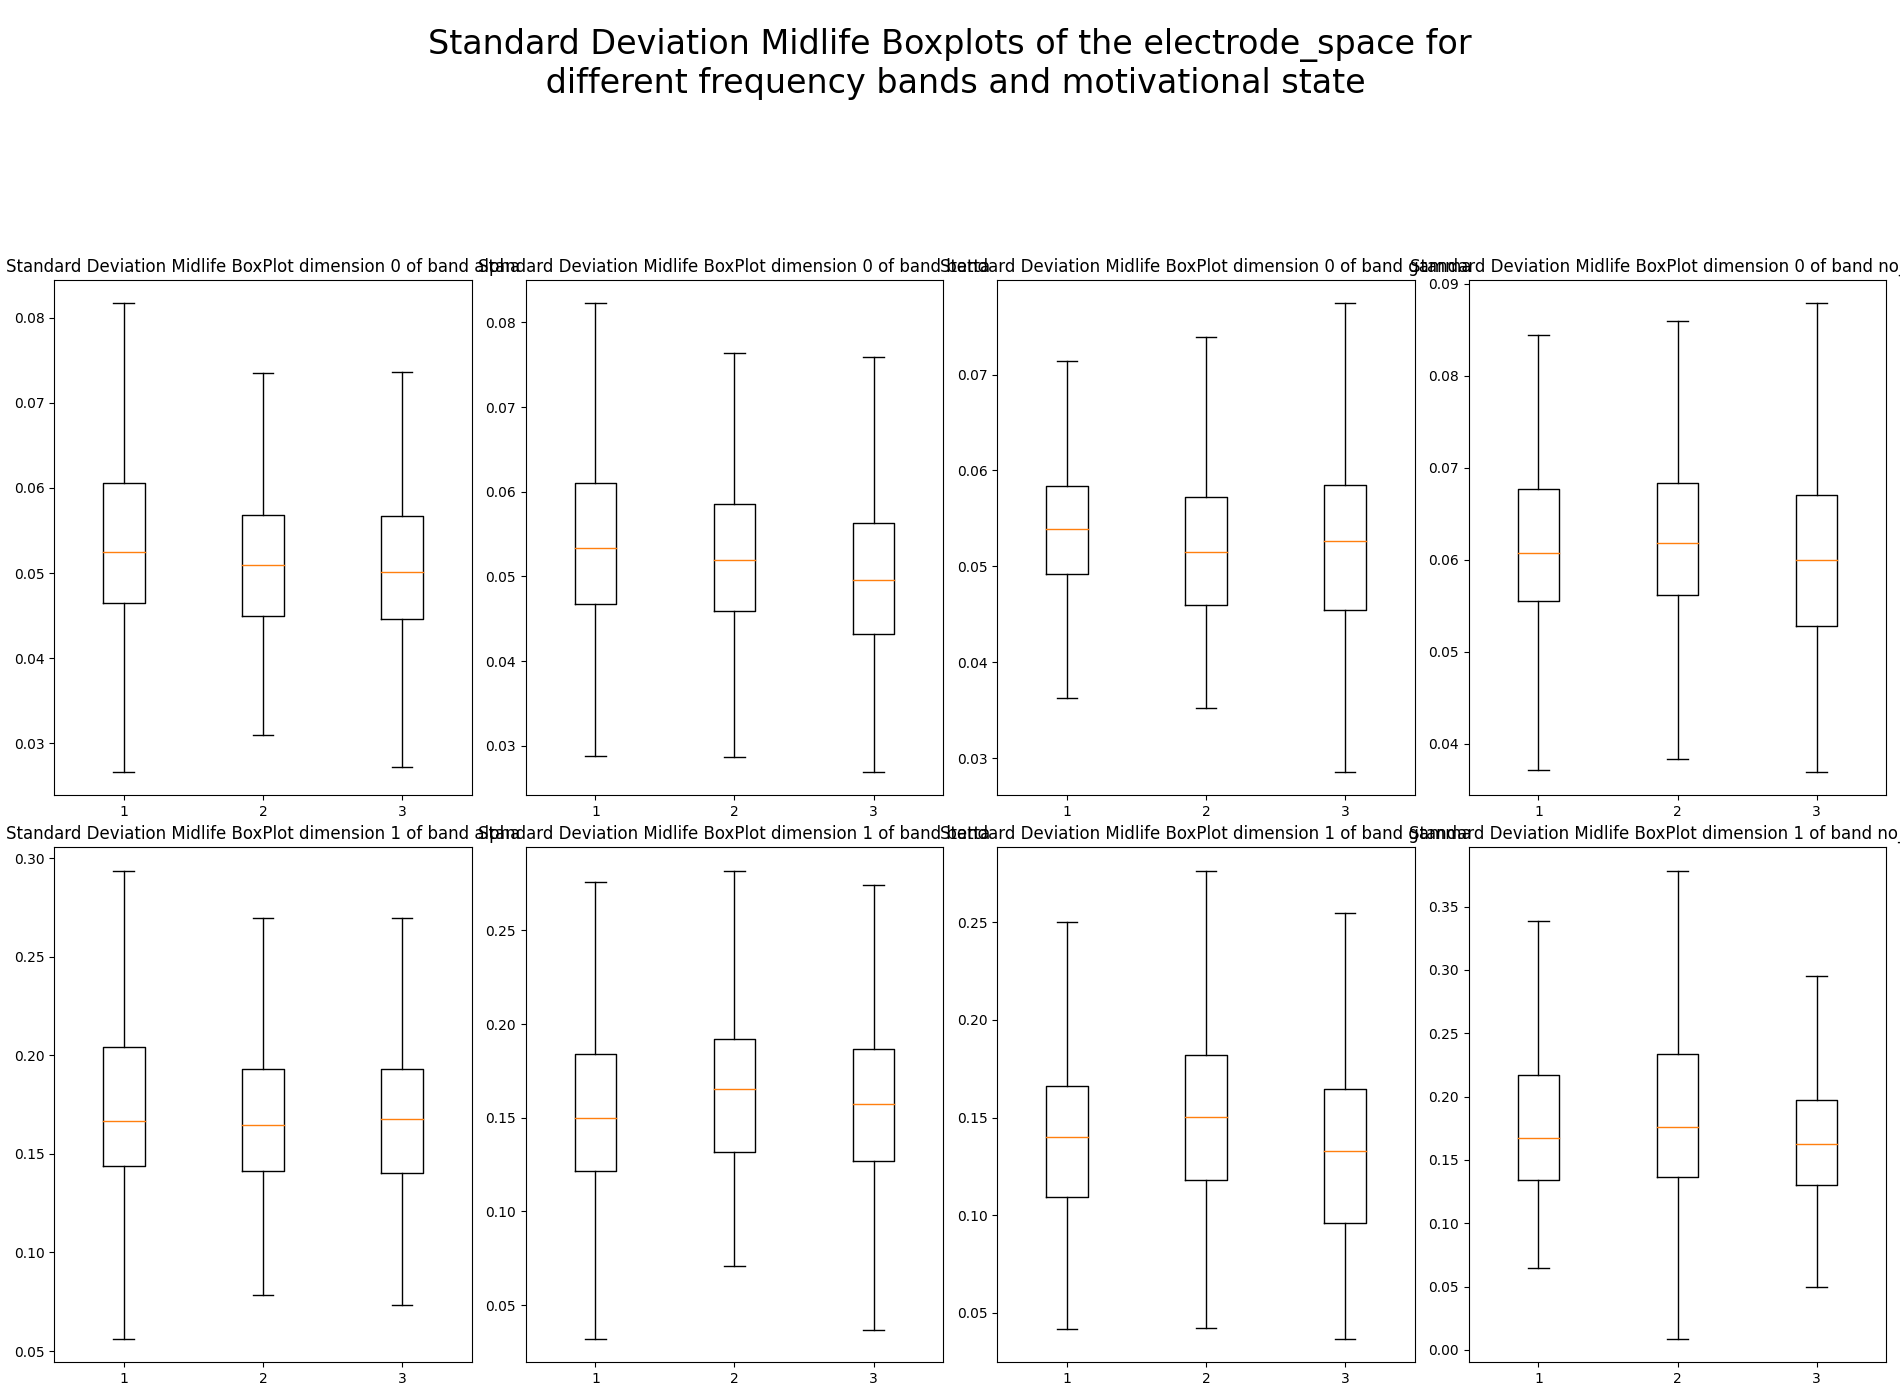 Standard Deviation Midlife Boxplots of the electrode_space for
different frequency bands and motivational state
Standard Deviation Midlife BoxPlot dimension 0 of band alpha
Standard Deviation Midlife BoxPlot dimension 0 of band betta
Standard Deviation Midlife BoxPlot dimension 0 of band gamma
Standard Deviation Midlife BoxPlot dimension 0 of band no_
0.08
0.07
0.06
0.05
0.04
0.03
1 2 3
0.08
0.07
0.06
0.05
0.04
0.03
1 2 3
0.07
0.06
0.05
0.04
0.03
1 2 3
0.09
0.08
0.07
0.06
0.05
0.04
1 2 3
Standard Deviation Midlife BoxPlot dimension 1 of band alpha
Standard Deviation Midlife BoxPlot dimension 1 of band betta
Standard Deviation Midlife BoxPlot dimension 1 of band gamma
Standard Deviation Midlife BoxPlot dimension 1 of band no_
0.30
0.25
0.20
0.15
0.10
0.05
1 2 3
0.25
0.20
0.15
0.10
0.05
1 2 3
0.25
0.20
0.15
0.10
0.05
1 2 3
0.35
0.30
0.25
0.20
0.15
0.10
0.05
0.00
1 2 3